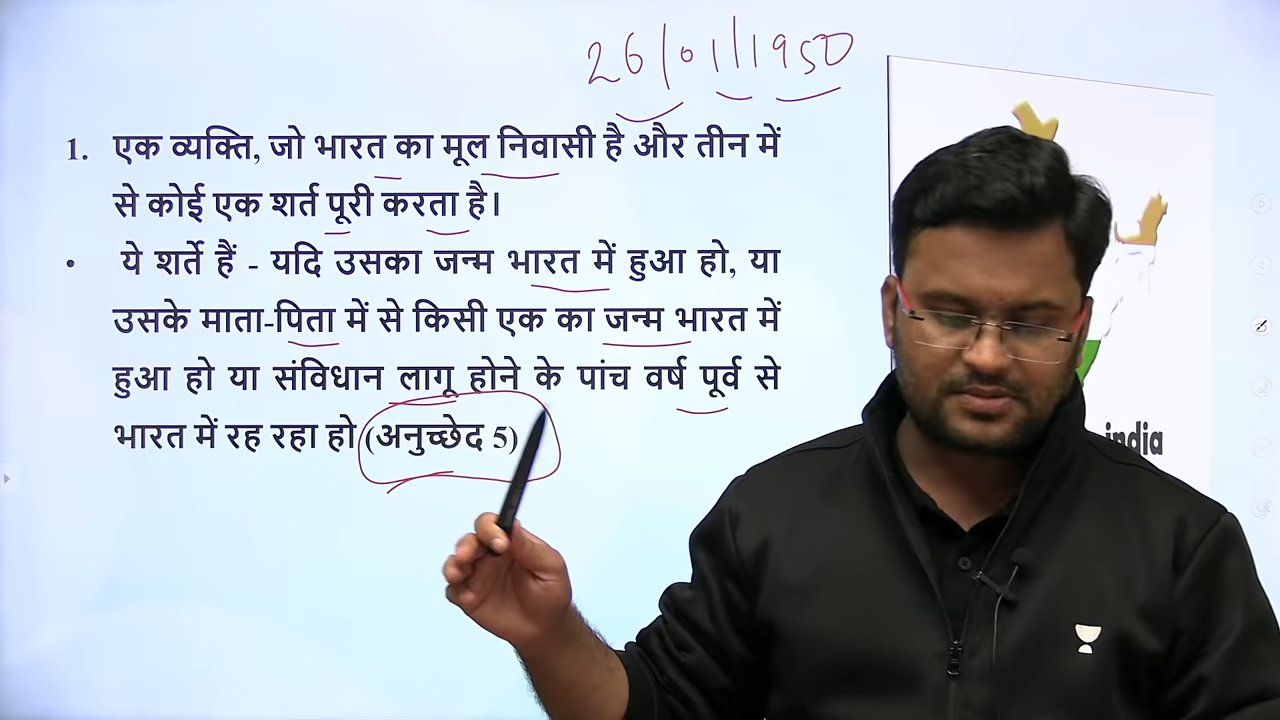 26/01/1950
1. एक व्यक्ति, जो भारत का मूल निवासी है और तीन में
से कोई एक शर्त पूरी करता है।
• ये शर्ते हैं - यदि उसका जन्म भारत में हुआ हो, या
उसके माता-पिता में से किसी एक का जन्म भारत में
हुआ हो या संविधान लागू होने के पांच वर्ष पूर्व से
भारत में रह रहा हो (अनुच्छेद 5)
india